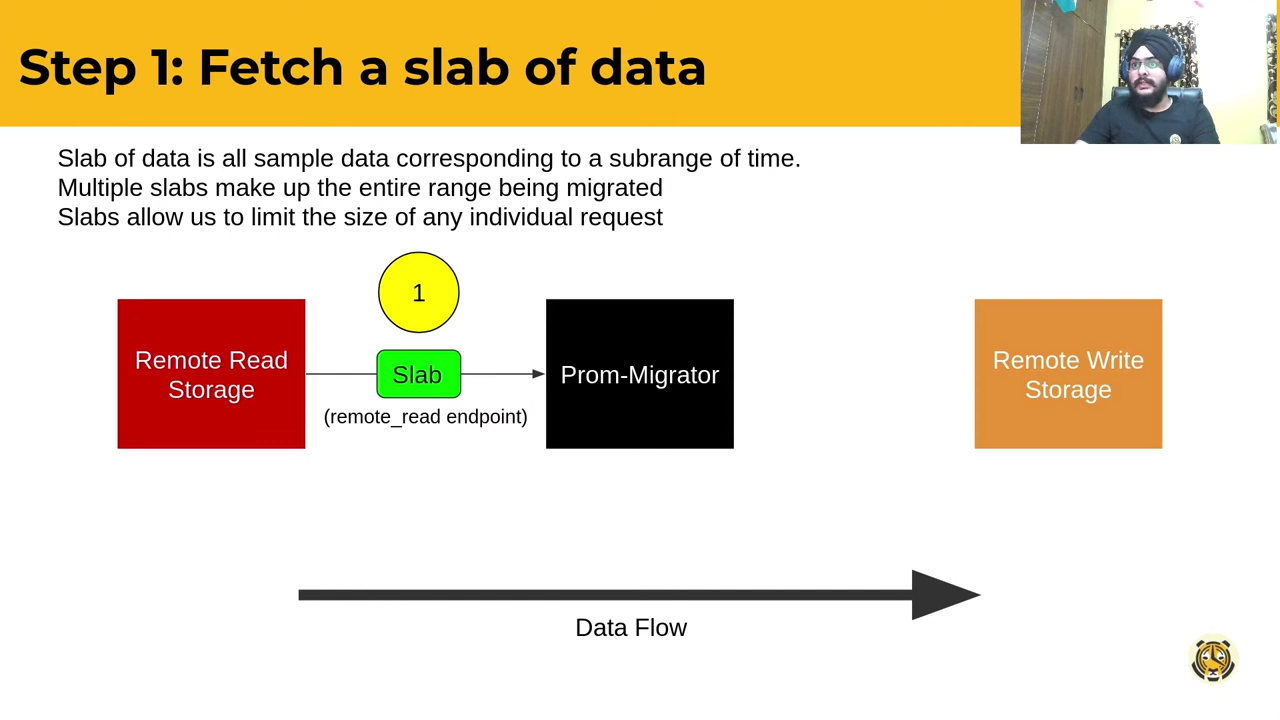 Step 1: Fetch a slab of data
Slab of data is all sample data corresponding to a subrange of time.
Multiple slabs make up the entire range being migrated
Slabs allow us to limit the size of any individual request
1
Remote Read
Storage
Slab
(remote_read endpoint)
Prom-Migrator
Remote Write
Storage
Data Flow